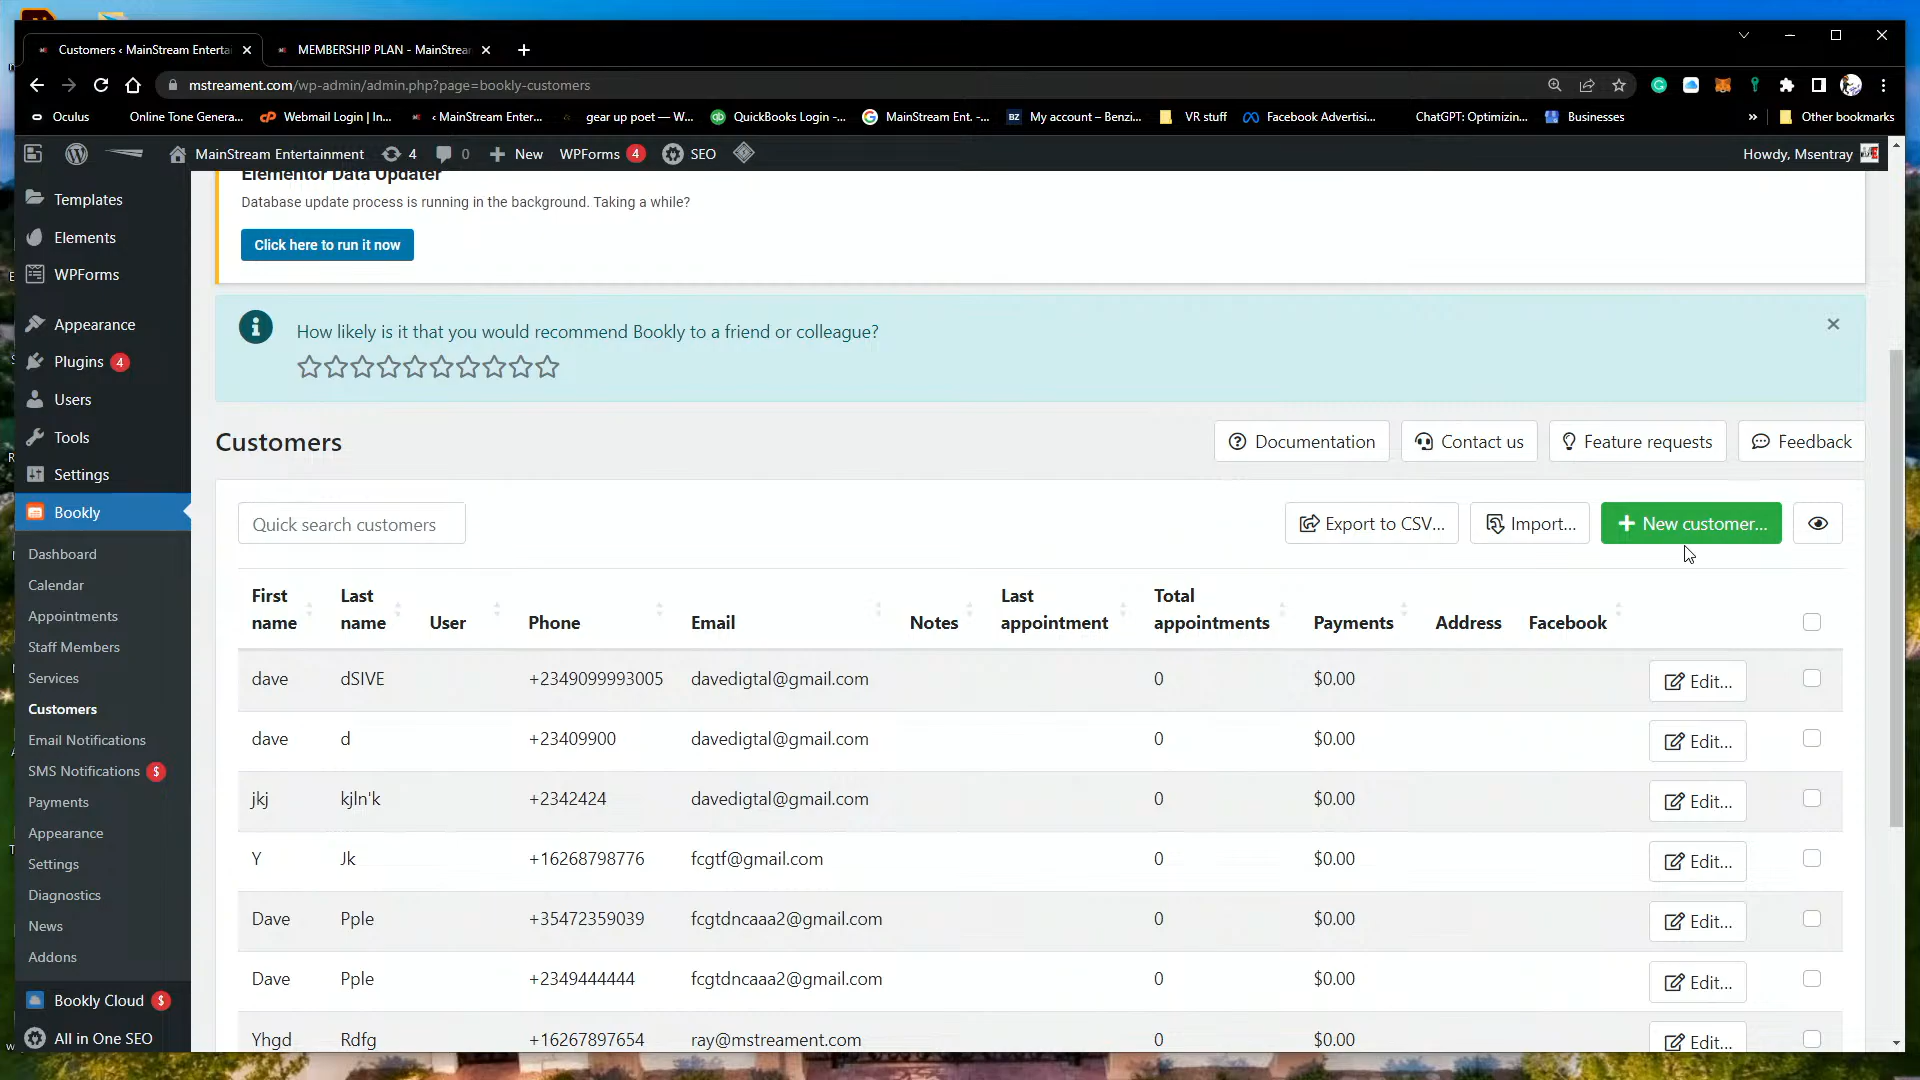 Customers ‹ MainStream Enterta
MEMBERSHIP PLAN - MainStrea
mstreament.com/wp-admin/admin.php?page=bookly-customers
Oculus
Online Tone Genera...
Webmail Login | In...
‹ MainStream Enter...
gear up poet — W...
QuickBooks Login -...
MainStream Ent. -...
My account – Benzi...
VR stuff
Facebook Advertisi...
ChatGPT: Optimizin...
Businesses
»
Other bookmarks
MainStream Entertainment
4
0
New
WPForms 4
SEO
Howdy, Msentray
Templates
Elements
WPForms
Appearance
Plugins 4
Users
Tools
Settings
Bookly
Dashboard
Calendar
Appointments
Staff Members
Services
Customers
Email Notifications
SMS Notifications $
Payments
Appearance
Settings
Diagnostics
News
Addons
Bookly Cloud $
All in One SEO
Elementor Data Updater
Database update process is running in the background. Taking a while?
Click here to run it now
How likely is it that you would recommend Bookly to a friend or colleague?
Customers
Documentation
Contact us
Feature requests
Feedback
Quick search customers
Export to CSV...
Import...
New customer...
First name Last name User Phone Email Notes Last appointment Total appointments Payments Address Facebook
dave dSIVE +2349099993005 davedigtal@gmail.com 0 $0.00 Edit...
dave d +23409900 davedigtal@gmail.com 0 $0.00 Edit...
jkj kjln'k +2342424 davedigtal@gmail.com 0 $0.00 Edit...
Y Jk +16268798776 fcgtf@gmail.com 0 $0.00 Edit...
Dave Pple +35472359039 fcgtdncaaa2@gmail.com 0 $0.00 Edit...
Dave Pple +2349444444 fcgtdncaaa2@gmail.com 0 $0.00 Edit...
Yhgd Rdfg +16267897654 ray@mstreament.com 0 $0.00 Edit...